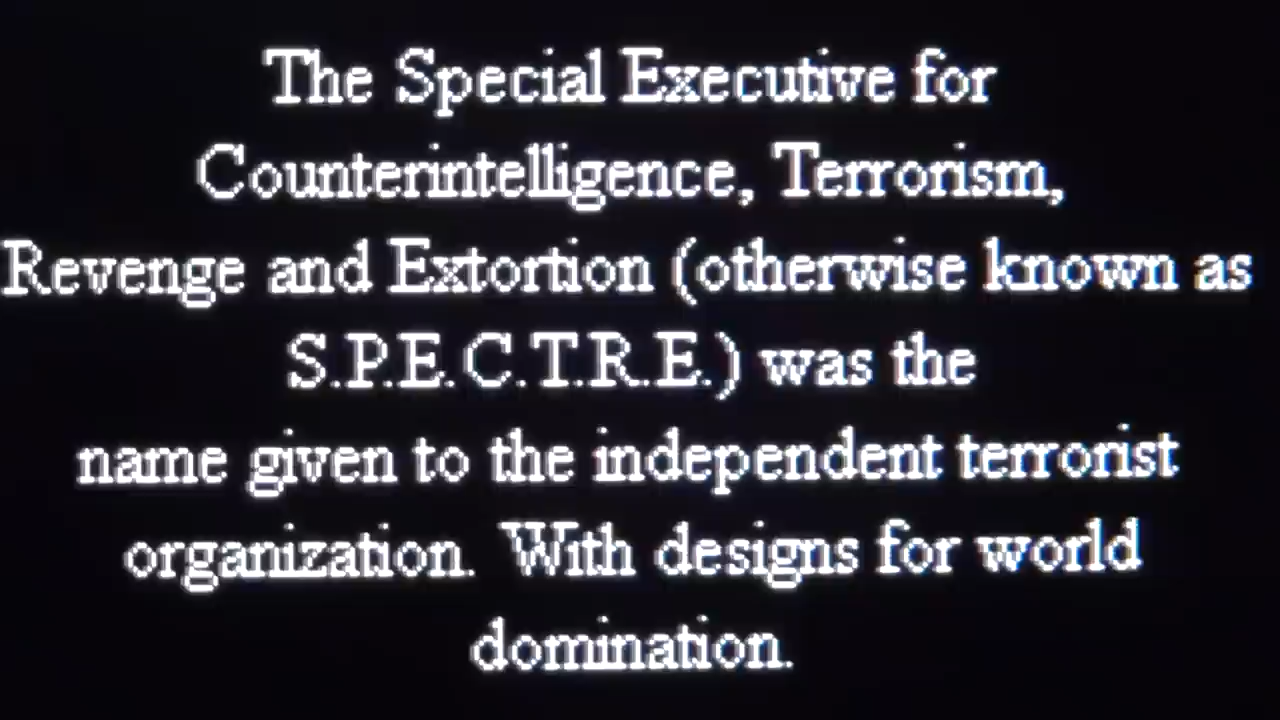 The Special Executive for
Counterintelligence, Terrorism,
Revenge and Extortion (otherwise known as
S.P.E.C.T.R.E.) was the
name given to the independent terrorist
organization. With designs for world
domination.